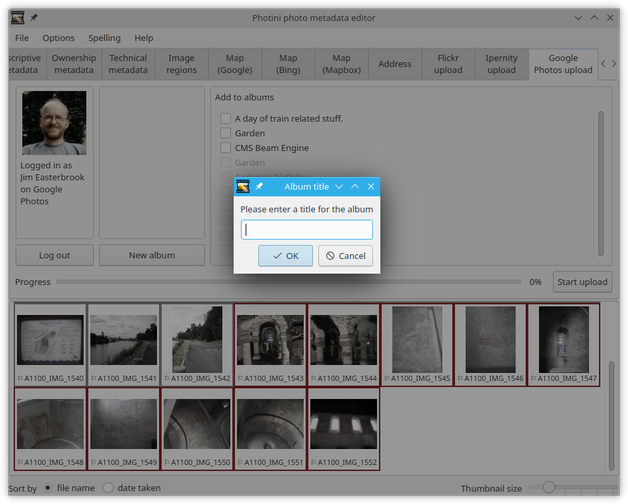 Photini photo metadata editor
File Options Spelling Help
scriptive Ownership Technical Image Map Map Map Address Flickr Ipernity Google
etadata metadata metadata regions (Google) (Bing) (Mapbox) upload upload Photos upload
Add to albums
A day of train related stuff.
Garden
CMS Beam Engine
Garden
Logged in as
Jim Easterbrook
on Google
Photos
Album title
Please enter a title for the album
OK Cancel
Log out New album
Progress 0% Start upload
A1100_IMG_1540 A1100_IMG_1541 A1100_IMG_1542 A1100_IMG_1543 A1100_IMG_1544 A1100_IMG_1545 A1100_IMG_1546 A1100_IMG_1547
A1100_IMG_1548 A1100_IMG_1549 A1100_IMG_1550 A1100_IMG_1551 A1100_IMG_1552
Sort by file name date taken Thumbnail size